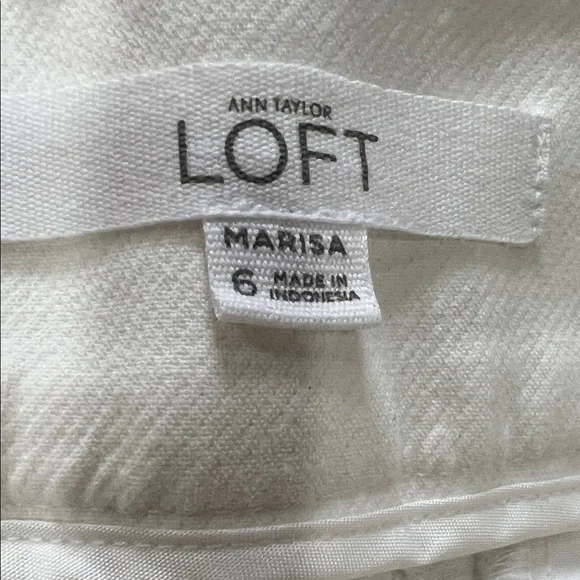 ANN TAYLOR
LOFT
MARISA
6 MADE IN
INDONESIA